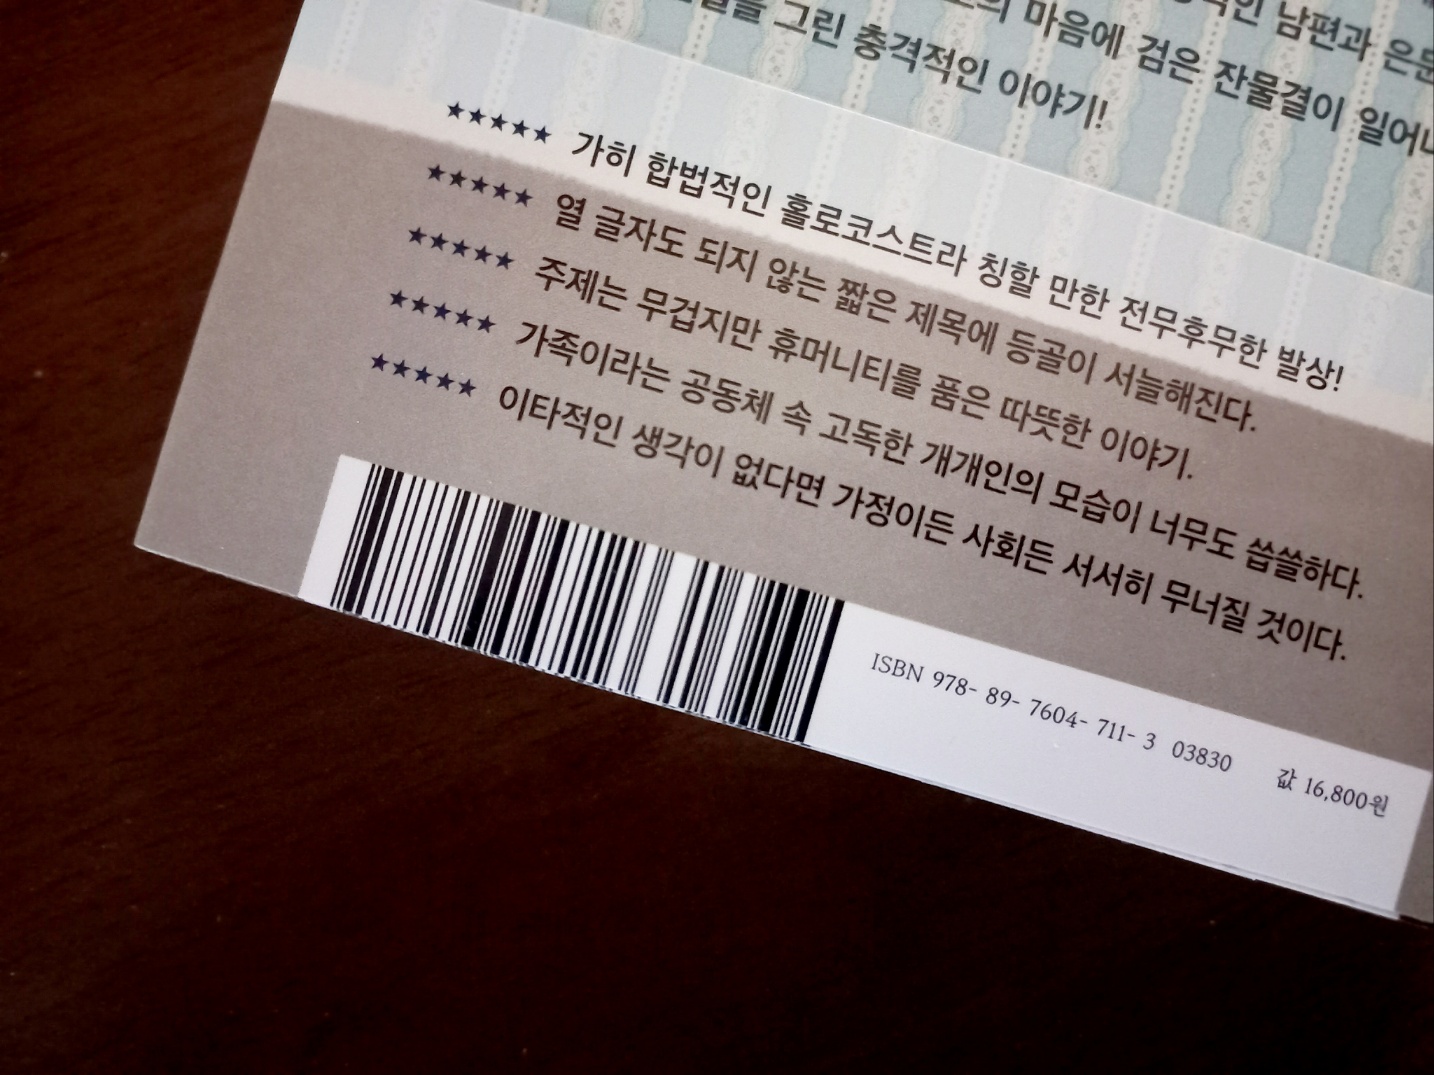 남편과
마음에 검은 잔물결이
그린 충격적인 이야기!
★★★★★ 가히 합법적인 홀로코스트라 칭할 만한 전무후무한 발상!
★★★★★ 열 글자도 되지 않는 짧은 제목에 등골이 서늘해진다.
★★★★★ 주제는 무겁지만 휴머니티를 품은 따뜻한 이야기.
★★★★★ 가족이라는 공동체 속 고독한 개개인의 모습이 너무도 씁쓸하다.
★★★★★ 이타적인 생각이 없다면 가정이든 사회든 서서히 무너질 것이다.
ISBN 978- 89- 7604- 711- 3 03830 값 16,800원